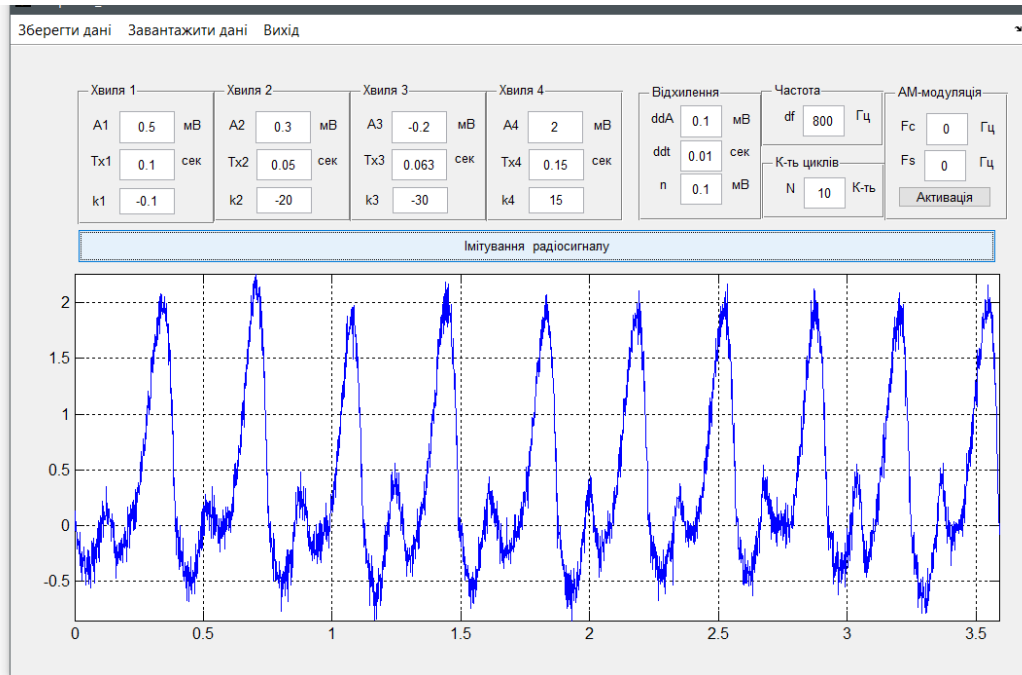 Зберегти дані Завантажити дані Вихід
Хвиля 1 Хвиля 2 Хвиля 3 Хвиля 4 Відхилення Частота АМ-модуляція
A1 0.5 мВ A2 0.3 мВ A3 -0.2 мВ A4 2 мВ ddA 0.1 мВ df 800 Гц Fc 0 Гц
Tx1 0.1 сек Tx2 0.05 сек Tx3 0.063 сек Tx4 0.15 сек ddt 0.01 сек К-ть циклів Fs 0 Гц
k1 -0.1 k2 -20 k3 -30 k4 15 n 0.1 мВ N 10 К-ть Активація
Імітування радіосигналу
2
1.5
1
0.5
0
-0.5
0 0.5 1 1.5 2 2.5 3 3.5